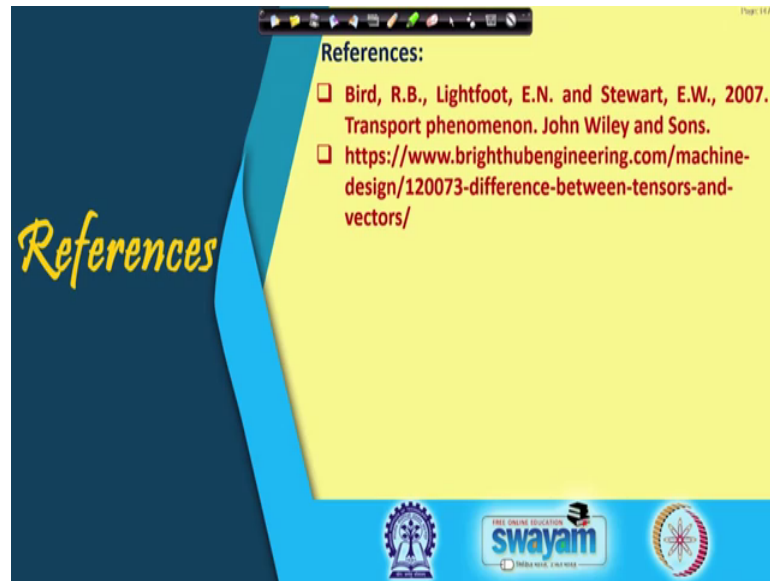 References:
Bird, R.B., Lightfoot, E.N. and Stewart, E.W., 2007.
Transport phenomenon. John Wiley and Sons.
https://www.brighthubengineering.com/machine-
design/120073-difference-between-tensors-and-
vectors/
References
FREE ONLINE EDUCATION
swayam